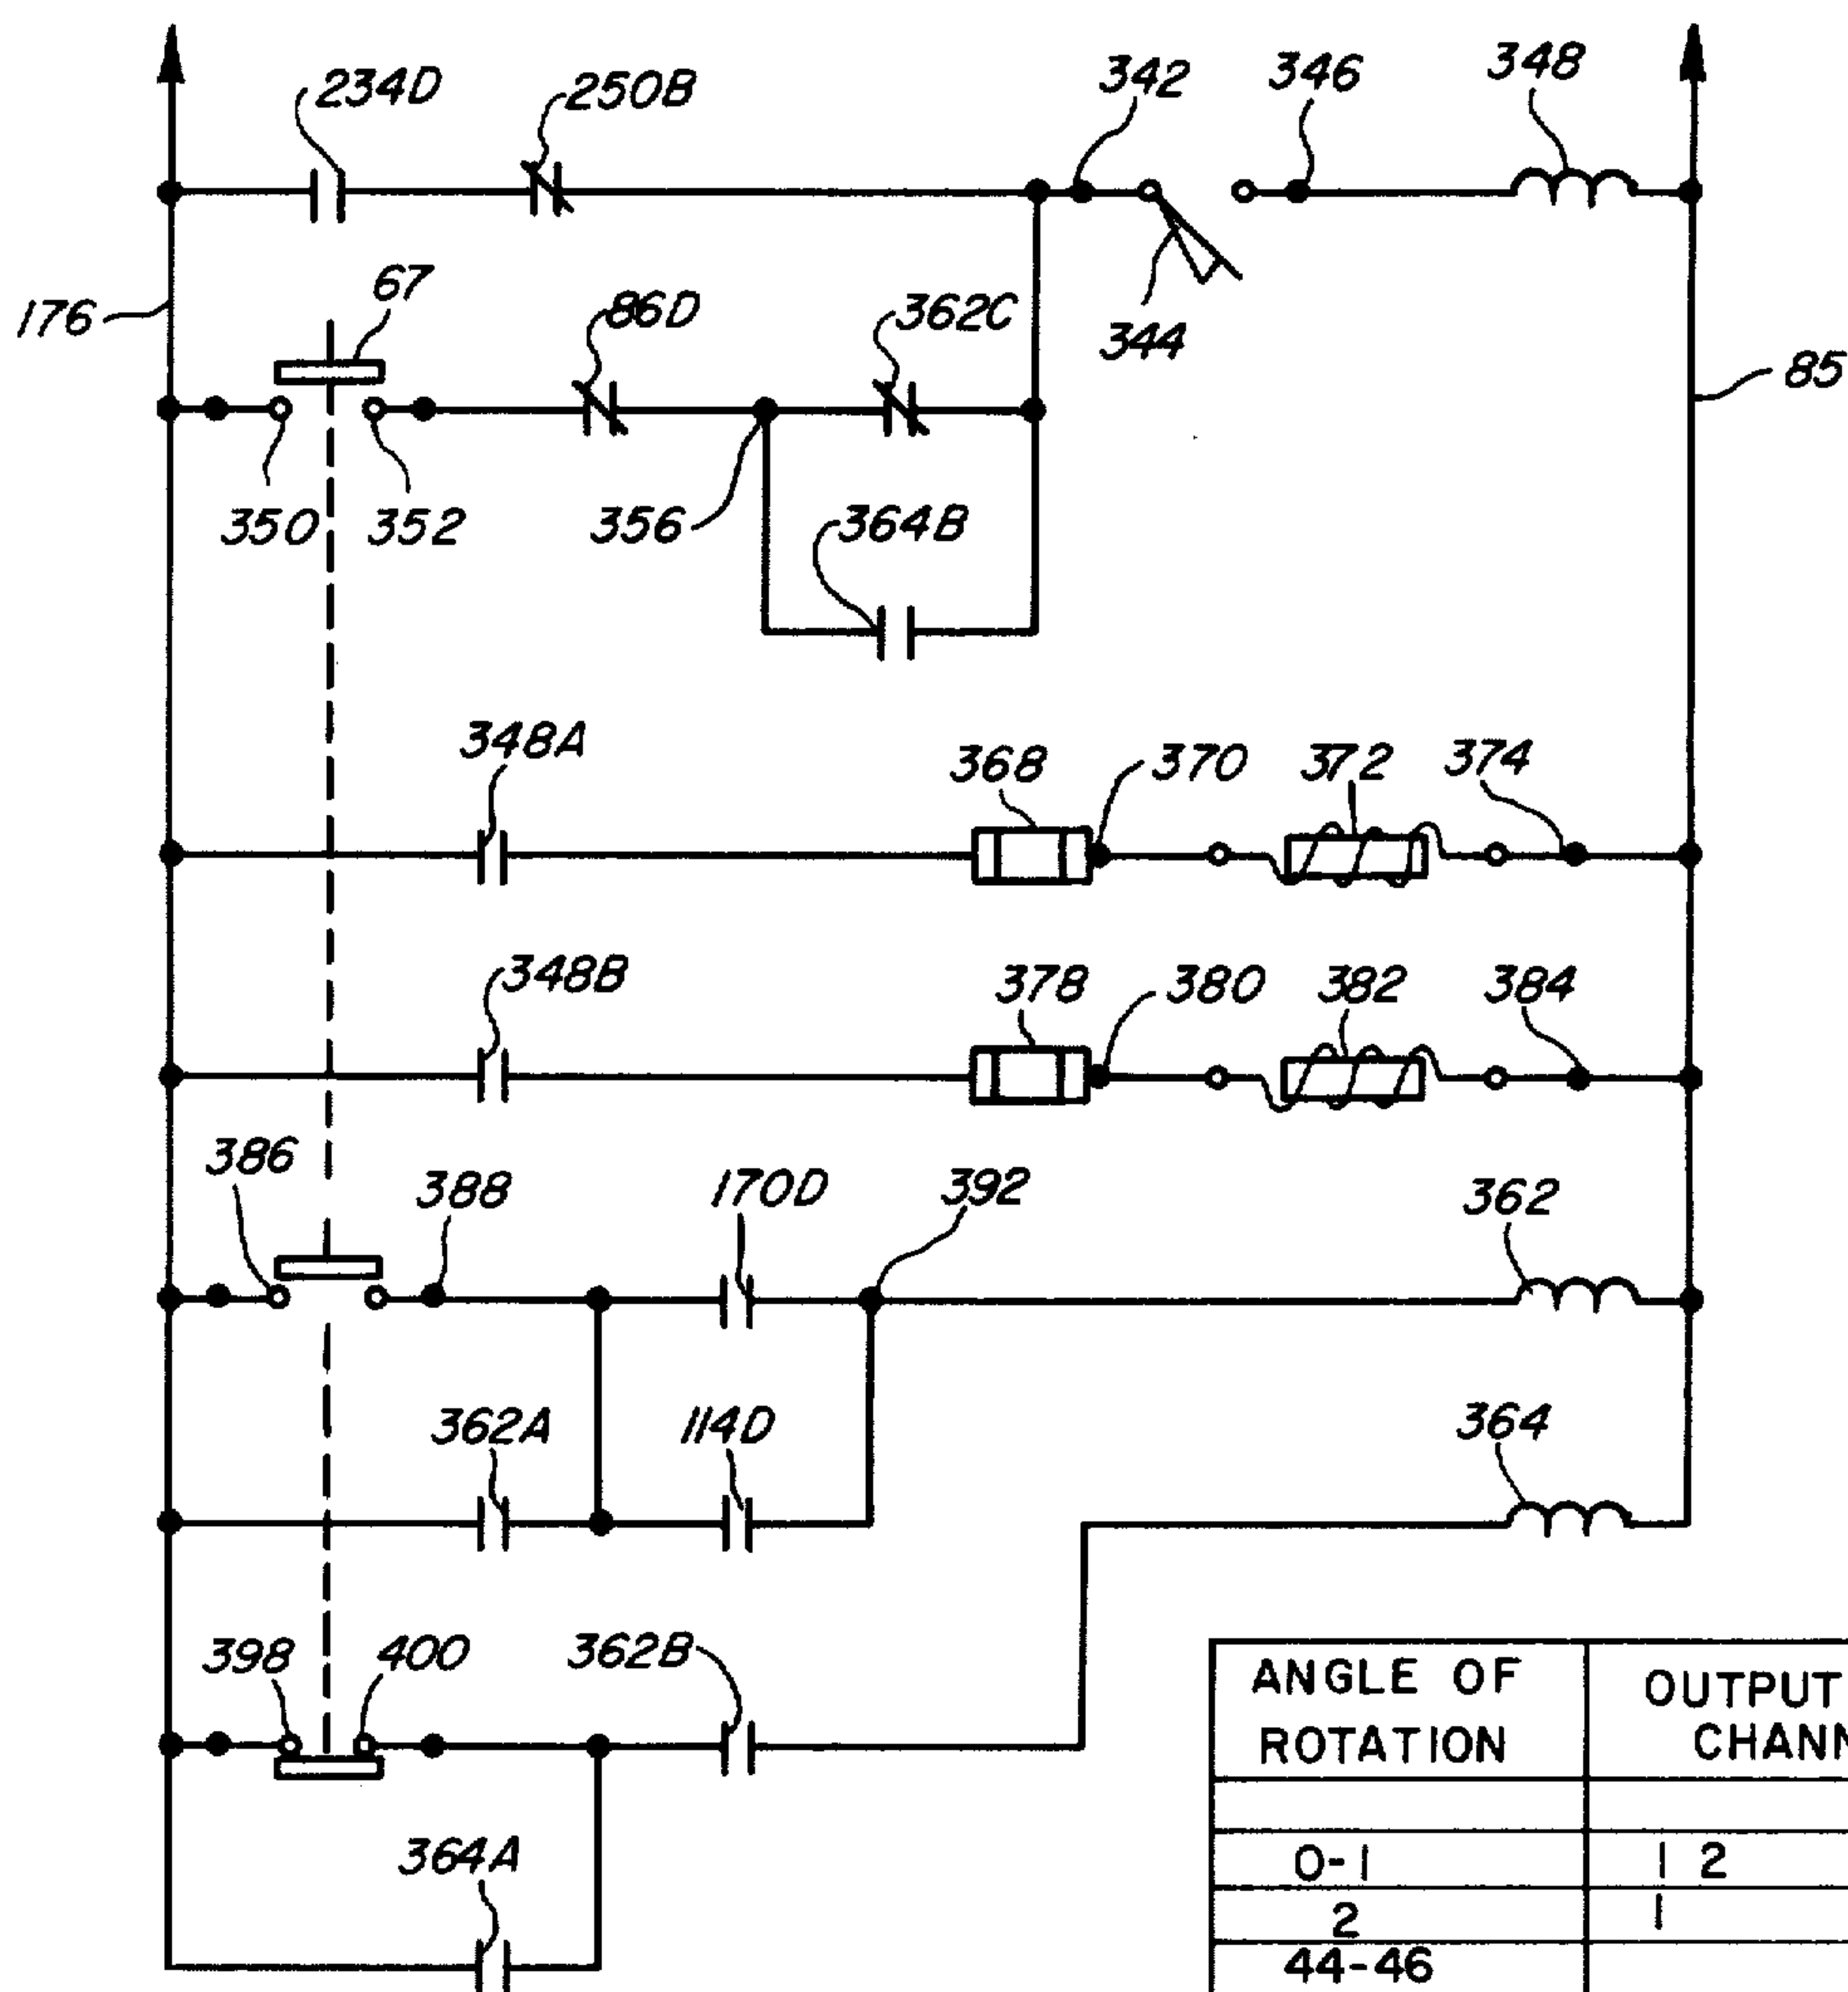 234D
250B
342
346
348
176
67
86D
362C
344
85
350
352
356
364B
348A
368
370
372
374
348B
378
380
382
384
386
388
170D
392
362
362A
114D
364
398
400
362B
364A
ANGLE OF
ROTATION
OUTPUT
CHANN
0-1
1 2
2
1
44-46